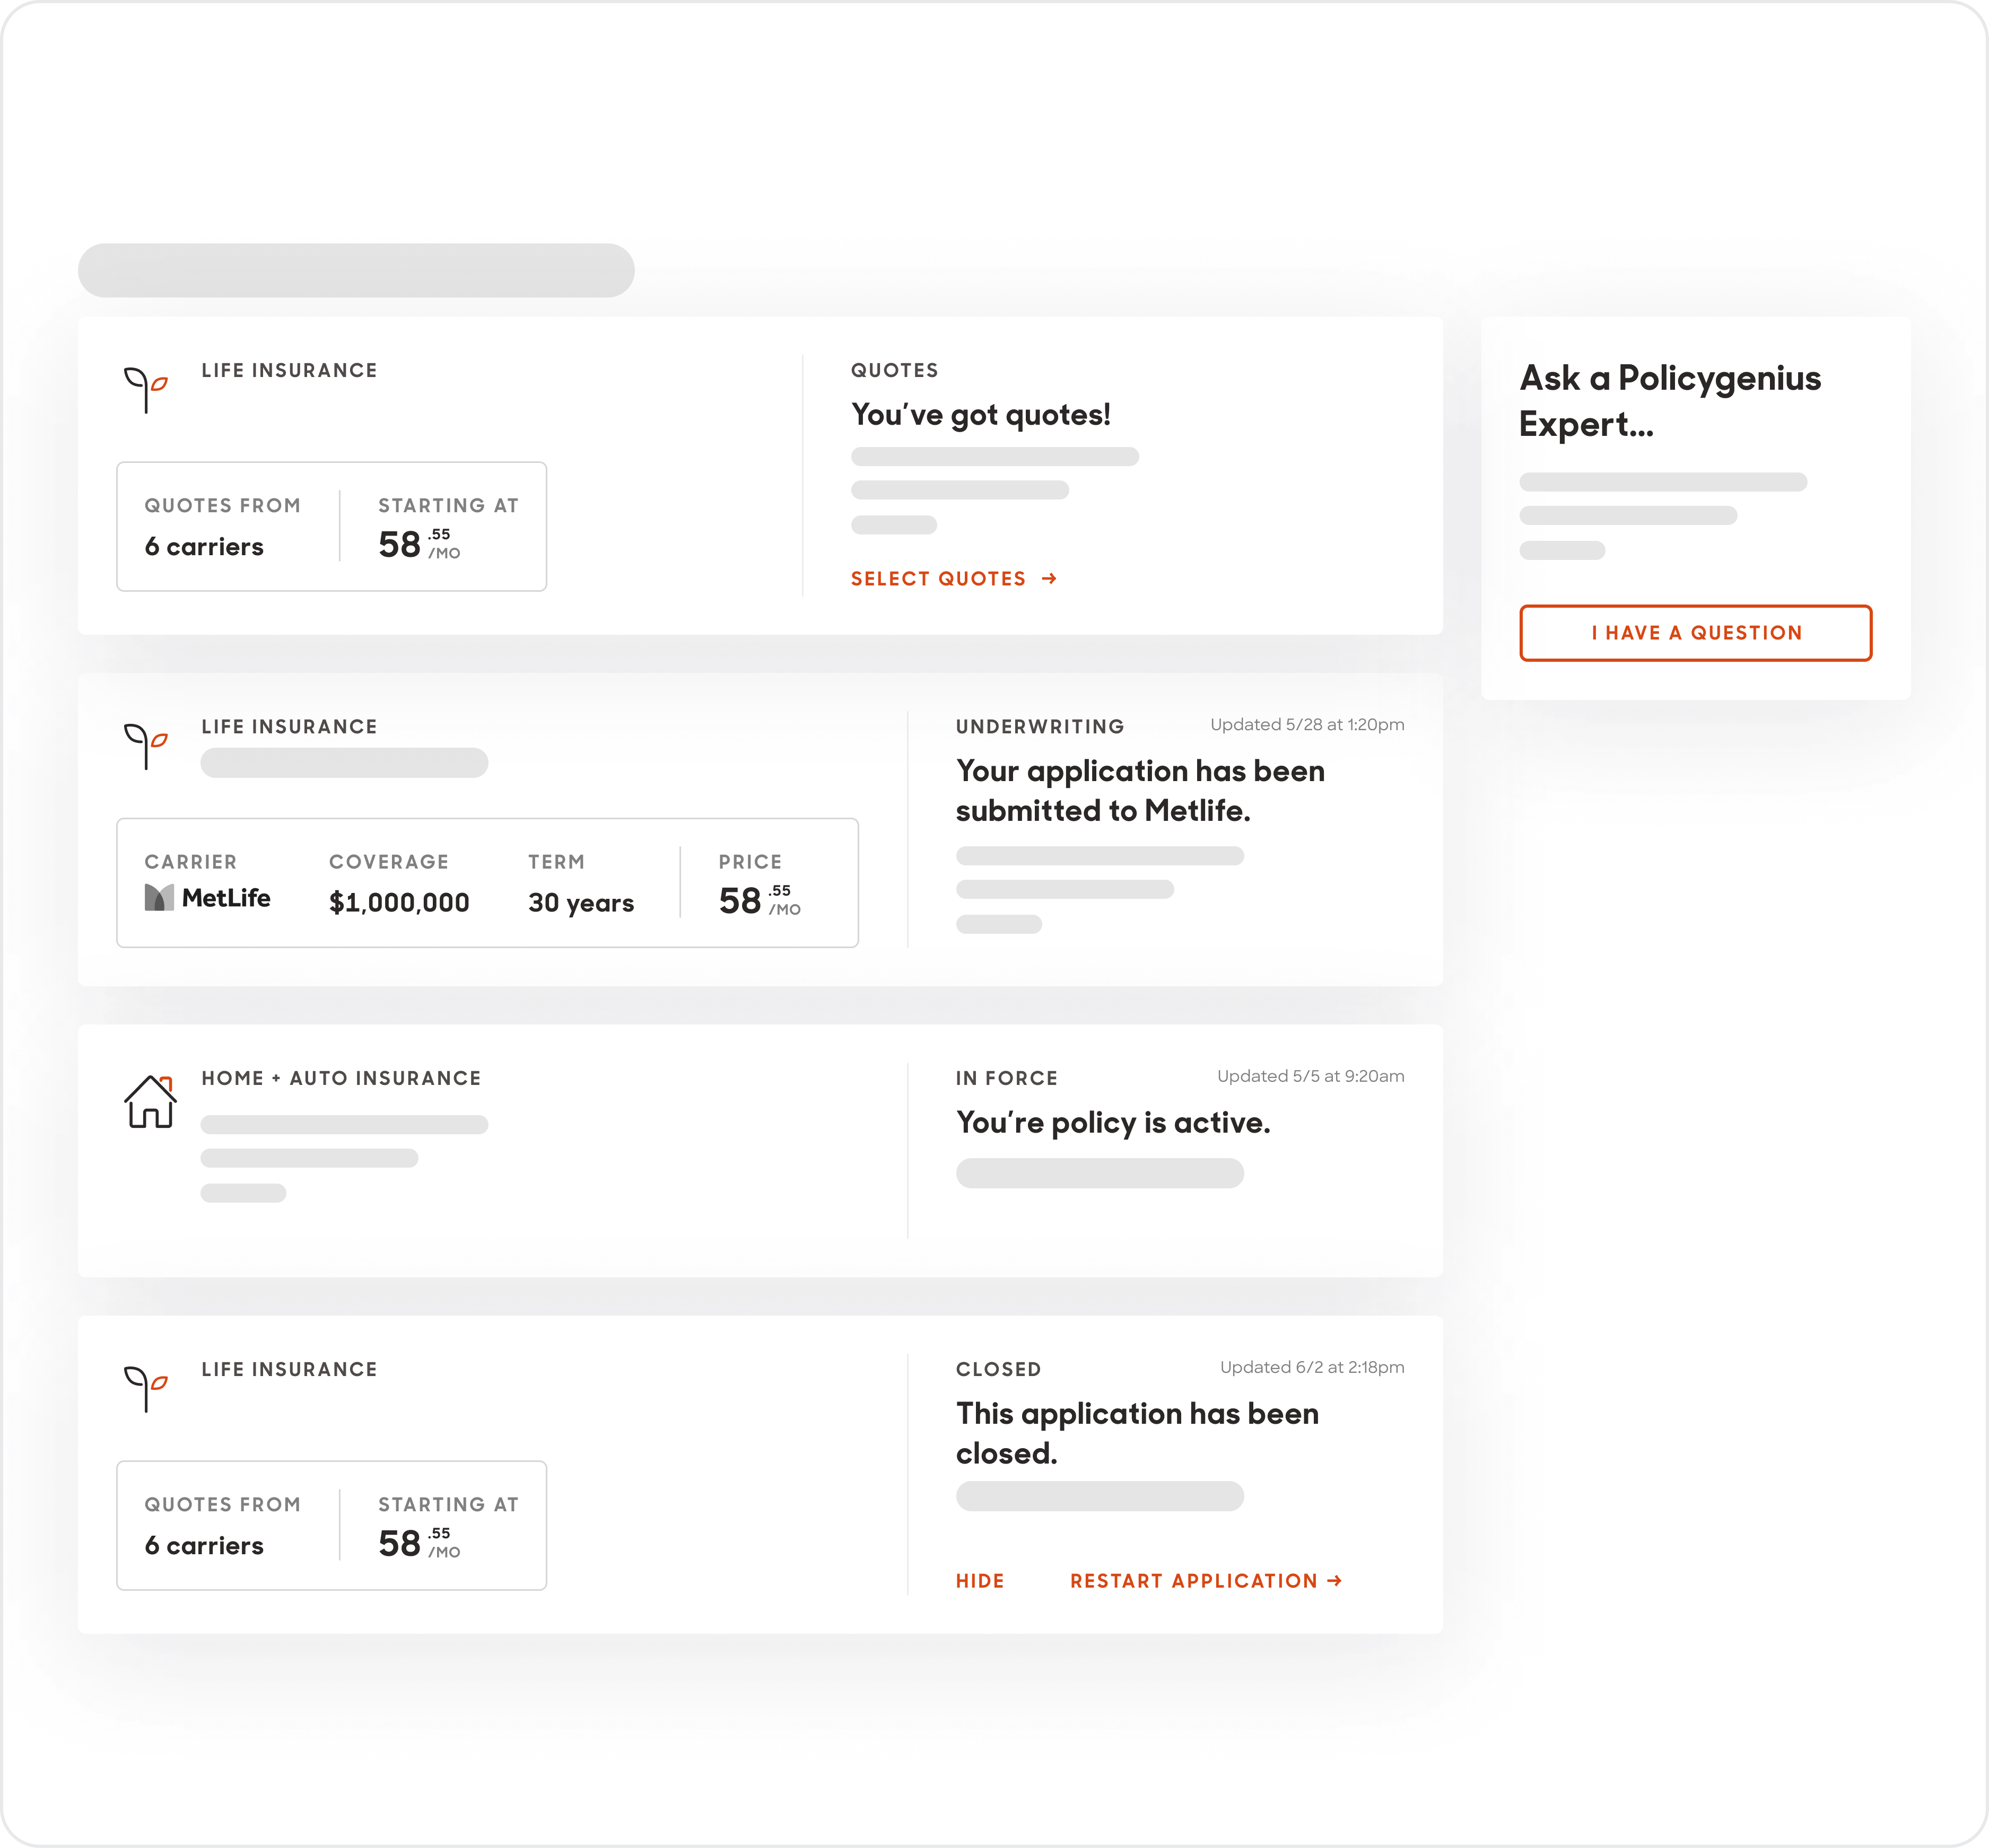 LIFE INSURANCE
QUOTES FROM
6 carriers
STARTING AT
58 .55 /MO
QUOTES
You’ve got quotes!
SELECT QUOTES →
Ask a Policygenius
Expert...
I HAVE A QUESTION
LIFE INSURANCE
CARRIER
MetLife
COVERAGE
$1,000,000
TERM
30 years
PRICE
58 .55 /MO
UNDERWRITING
Updated 5/28 at 1:20pm
Your application has been
submitted to Metlife.
HOME + AUTO INSURANCE
IN FORCE
Updated 5/5 at 9:20am
You’re policy is active.
LIFE INSURANCE
QUOTES FROM
6 carriers
STARTING AT
58 .55 /MO
CLOSED
Updated 6/2 at 2:18pm
This application has been
closed.
HIDE
RESTART APPLICATION →